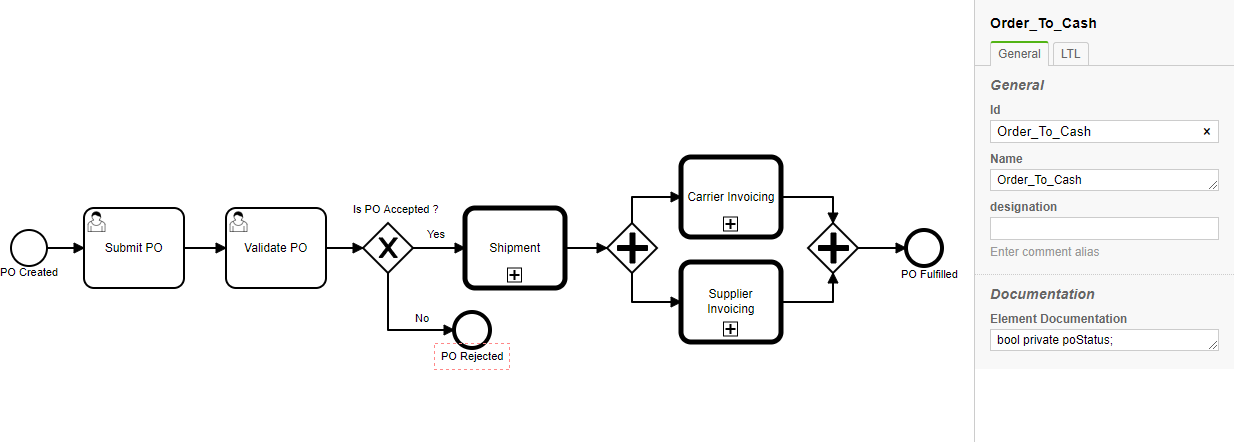 PO Created
Submit PO
Validate PO
Is PO Accepted ?
Yes
No
PO Rejected
Shipment
Carrier Invoicing
Supplier
Invoicing
PO Fulfilled
Order_To_Cash
General
LTL
General
Id
Order_To_Cash
Name
Order_To_Cash
designation
Enter comment alias
Documentation
Element Documentation
bool private poStatus;